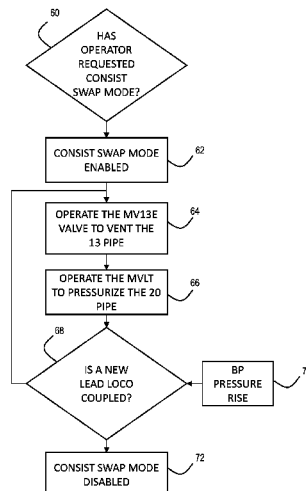 60
HAS
OPERATOR
REQUESTED
CONSIST
SWAP MODE?
CONSIST SWAP MODE
ENABLED
62
OPERATE THE MV13E
VALVE TO VENT THE
13 PIPE
64
OPERATE THE MVLT
TO PRESSURIZE THE 20
PIPE
66
68
IS A NEW
LEAD LOCO
COUPLED?
BP
PRESSURE
RISE
7
CONSIST SWAP MODE
DISABLED
72